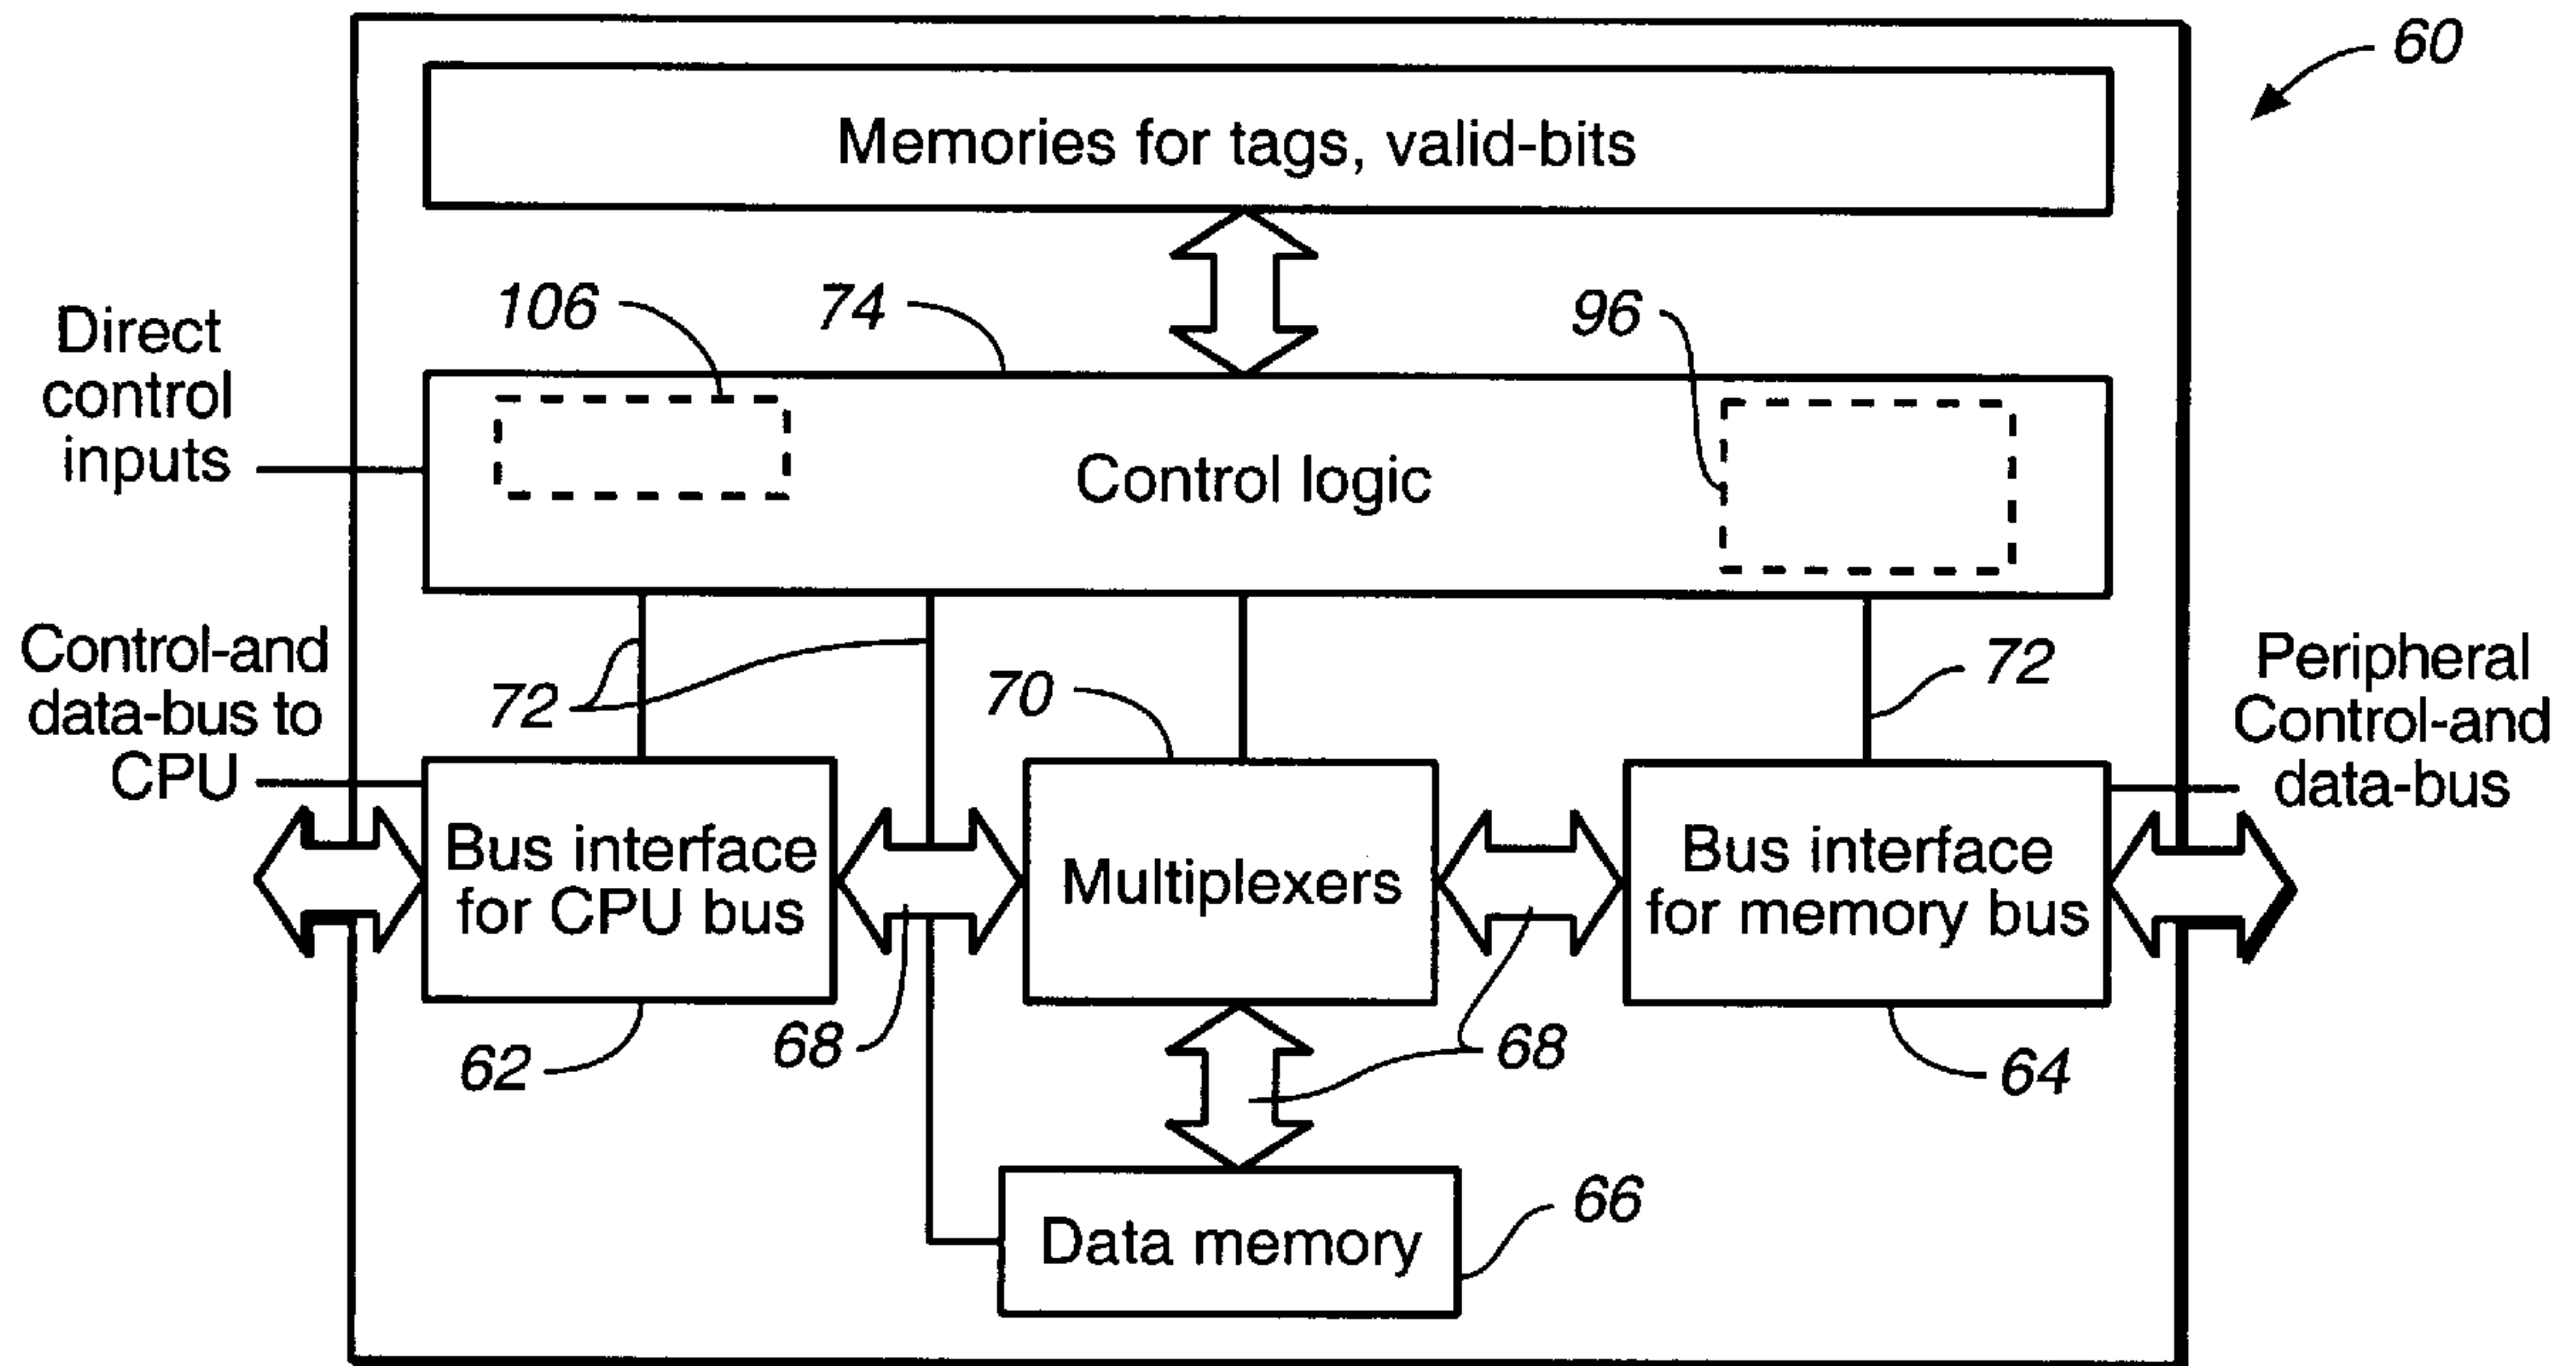 60
Memories for tags, valid-bits
106
74
96
Direct
control
inputs
Control logic
Control-and
data-bus to
CPU
72
70
72
Peripheral
Control-and
data-bus
Bus interface
for CPU bus
Multiplexers
Bus interface
for memory bus
62
68
68
64
Data memory
66